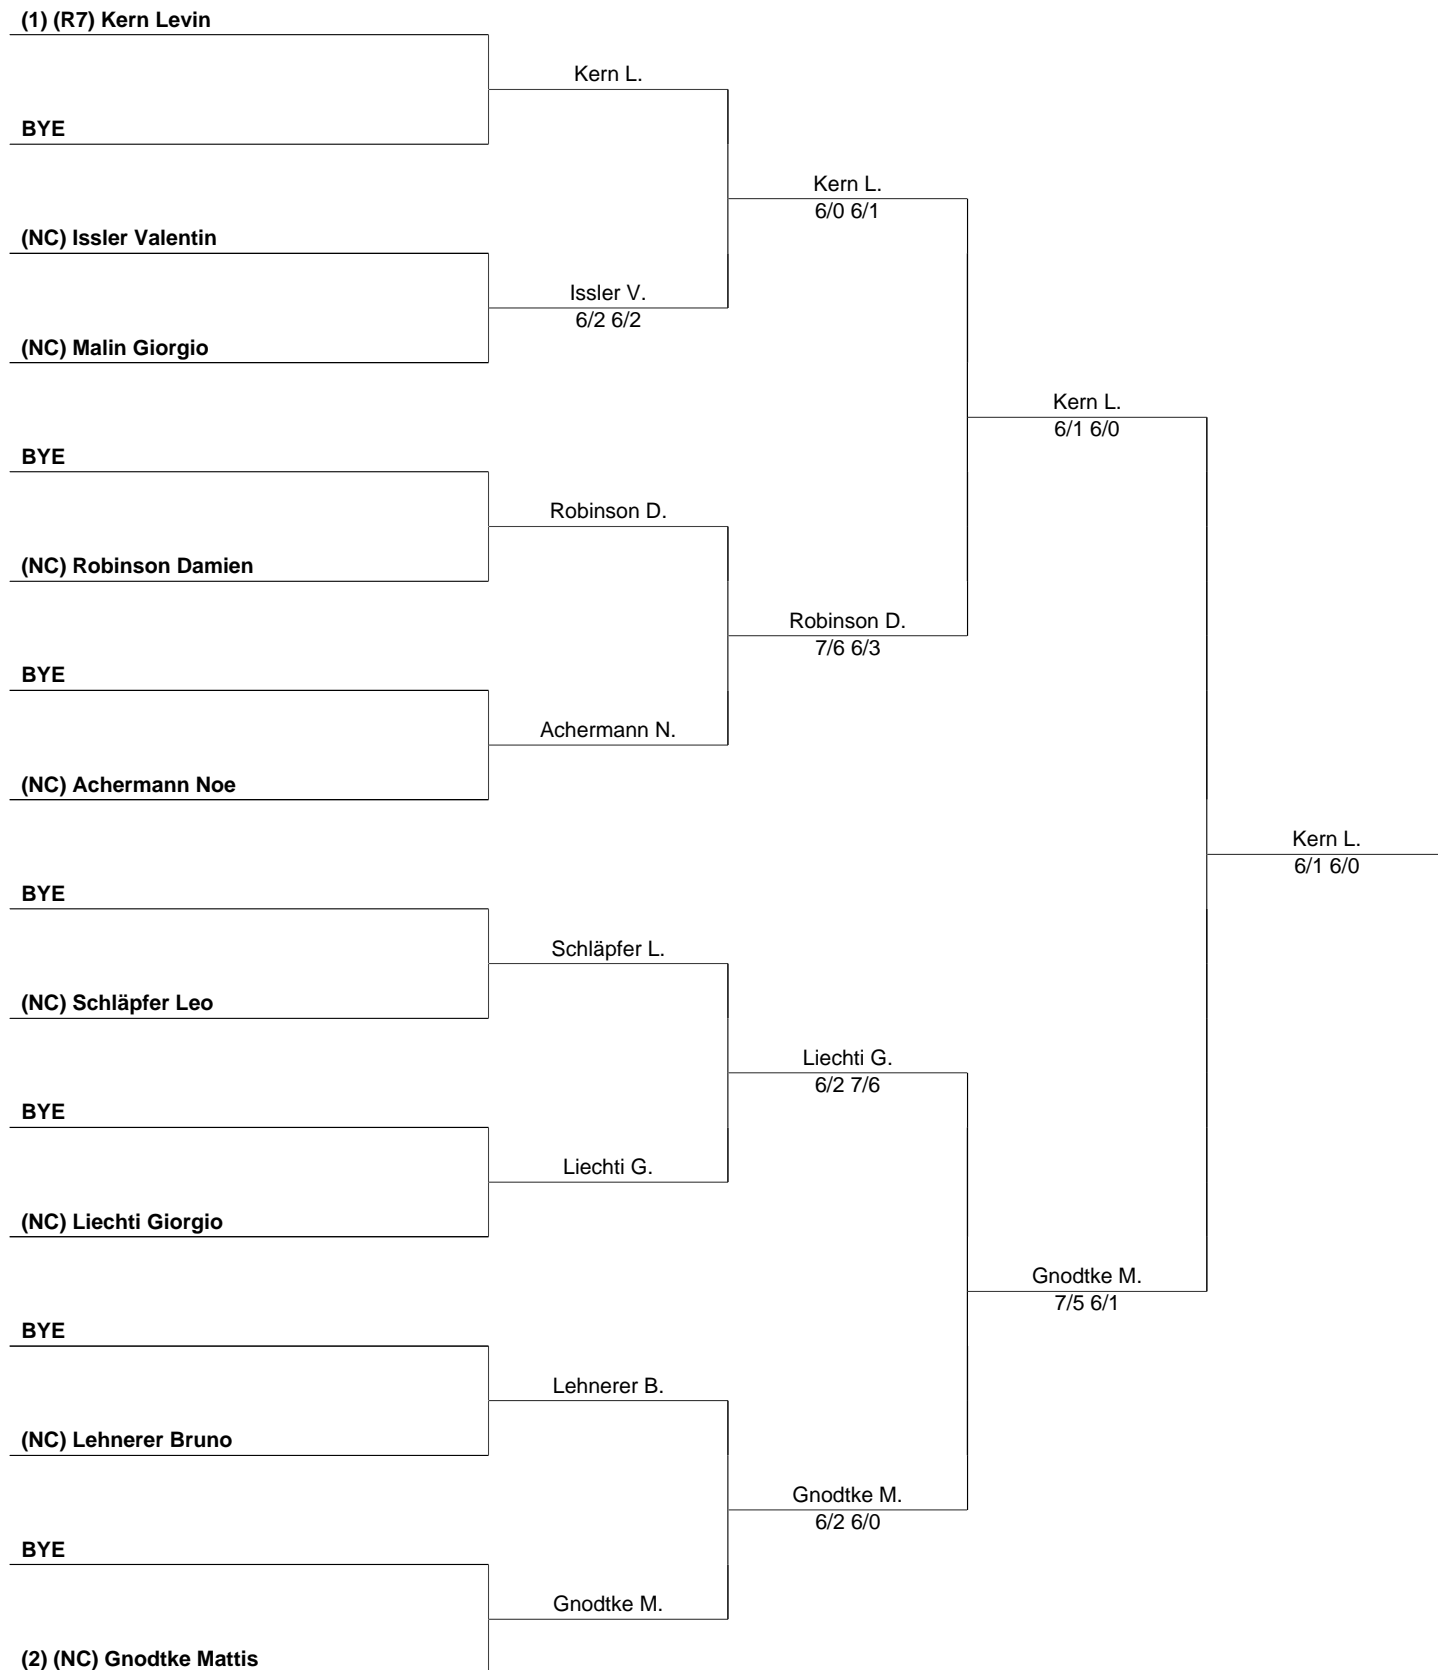 (1) (R7) Kern Levin
Kern L.
BYE
Kern L.
6/0 6/1
(NC) Issler Valentin
Issler V.
6/2 6/2
(NC) Malin Giorgio
Kern L.
6/1 6/0
BYE
Robinson D.
(NC) Robinson Damien
Robinson D.
7/6 6/3
BYE
Achermann N.
(NC) Achermann Noe
Kern L.
6/1 6/0
BYE
Schläpfer L.
(NC) Schläpfer Leo
Liechti G.
6/2 7/6
BYE
Liechti G.
(NC) Liechti Giorgio
Gnodtke M.
7/5 6/1
BYE
Lehnerer B.
(NC) Lehnerer Bruno
Gnodtke M.
6/2 6/0
BYE
Gnodtke M.
(2) (NC) Gnodtke Mattis